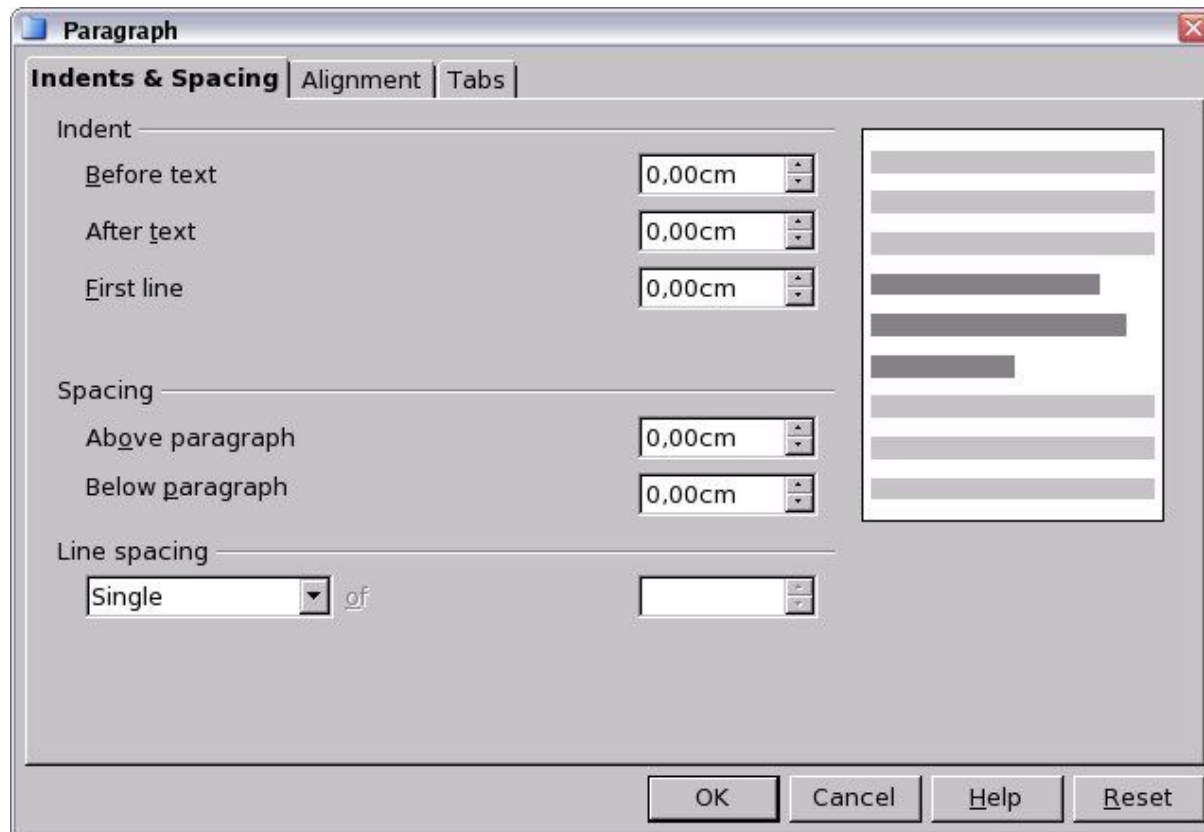 Paragraph
Indents & Spacing Alignment Tabs
Indent
Before text 0,00cm
After text 0,00cm
First line 0,00cm
Spacing
Above paragraph 0,00cm
Below paragraph 0,00cm
Line spacing
Single of
OK Cancel Help Reset